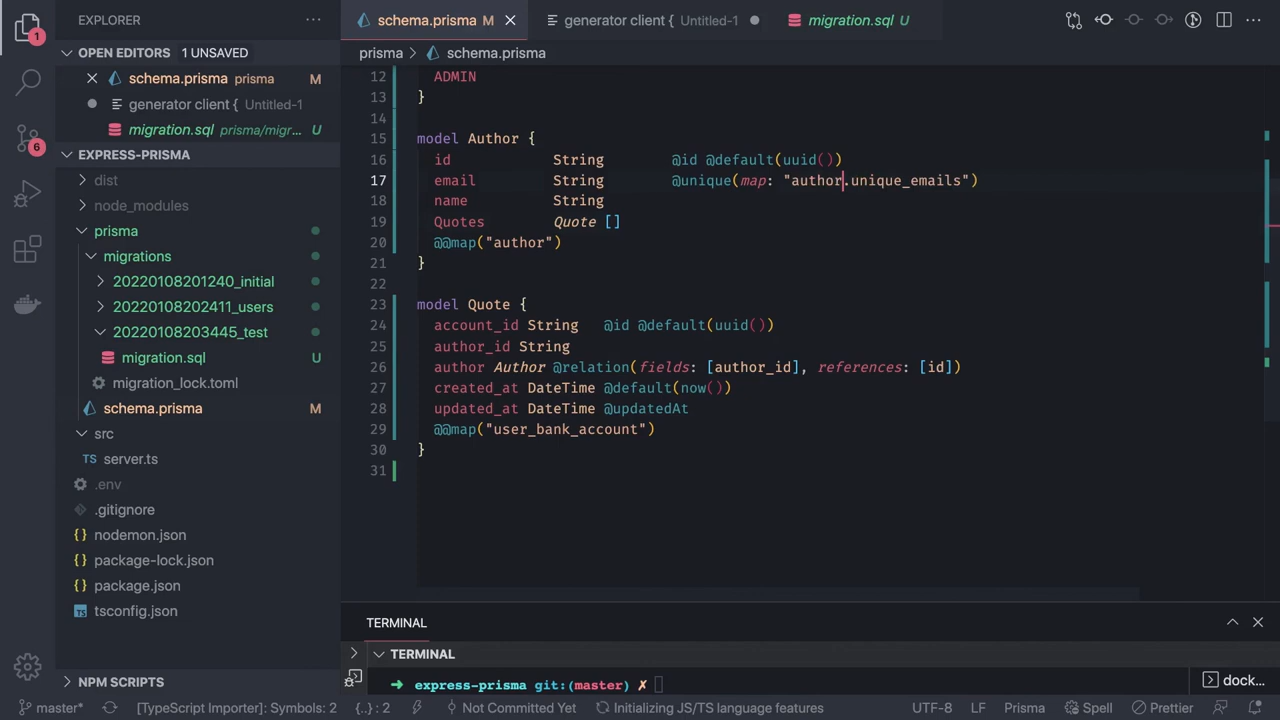 EXPLORER ···
1
OPEN EDITORS 1 UNSAVED
schema.prisma prisma M
generator client { Untitled-1
migration.sql prisma/migr... U
6
EXPRESS-PRISMA
dist
node_modules
prisma
migrations
20220108201240_initial
20220108202411_users
20220108203445_test
migration.sql U
migration_lock.toml
schema.prisma M
src
TS server.ts
.env
.gitignore
{} nodemon.json
{} package-lock.json
{} package.json
tsconfig.json
NPM SCRIPTS
schema.prisma M
generator client { Untitled-1
migration.sql U
prisma > schema.prisma
12 ADMIN
13 }
14
15 model Author {
16 id String @id @default(uuid())
17 email String @unique(map: "author.unique_emails")
18 name String
19 Quotes Quote []
20 @@map("author")
21 }
22
23 model Quote {
24 account_id String @id @default(uuid())
25 author_id String
26 author Author @relation(fields: [author_id], references: [id])
27 created_at DateTime @default(now())
28 updated_at DateTime @updatedAt
29 @@map("user_bank_account")
30 }
31
TERMINAL
TERMINAL
➜ express-prisma git:(master) ✗
dock...
master* [TypeScript Importer]: Symbols: 2 {..} : 2 Not Committed Yet Initializing JS/TS language features UTF-8 LF Prisma Spell Prettier